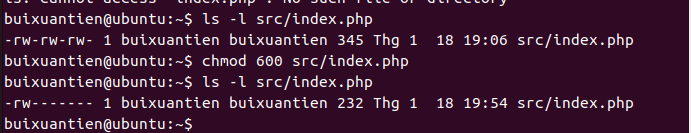 ls: cannot access 'index.php': No such file or directory
buixuantien@ubuntu:~$ ls -l src/index.php
-rw-rw-rw- 1 buixuantien buixuantien 345 Thg 1  18 19:06 src/index.php
buixuantien@ubuntu:~$ chmod 600 src/index.php
buixuantien@ubuntu:~$ ls -l src/index.php
-rw------- 1 buixuantien buixuantien 232 Thg 1  18 19:54 src/index.php
buixuantien@ubuntu:~$